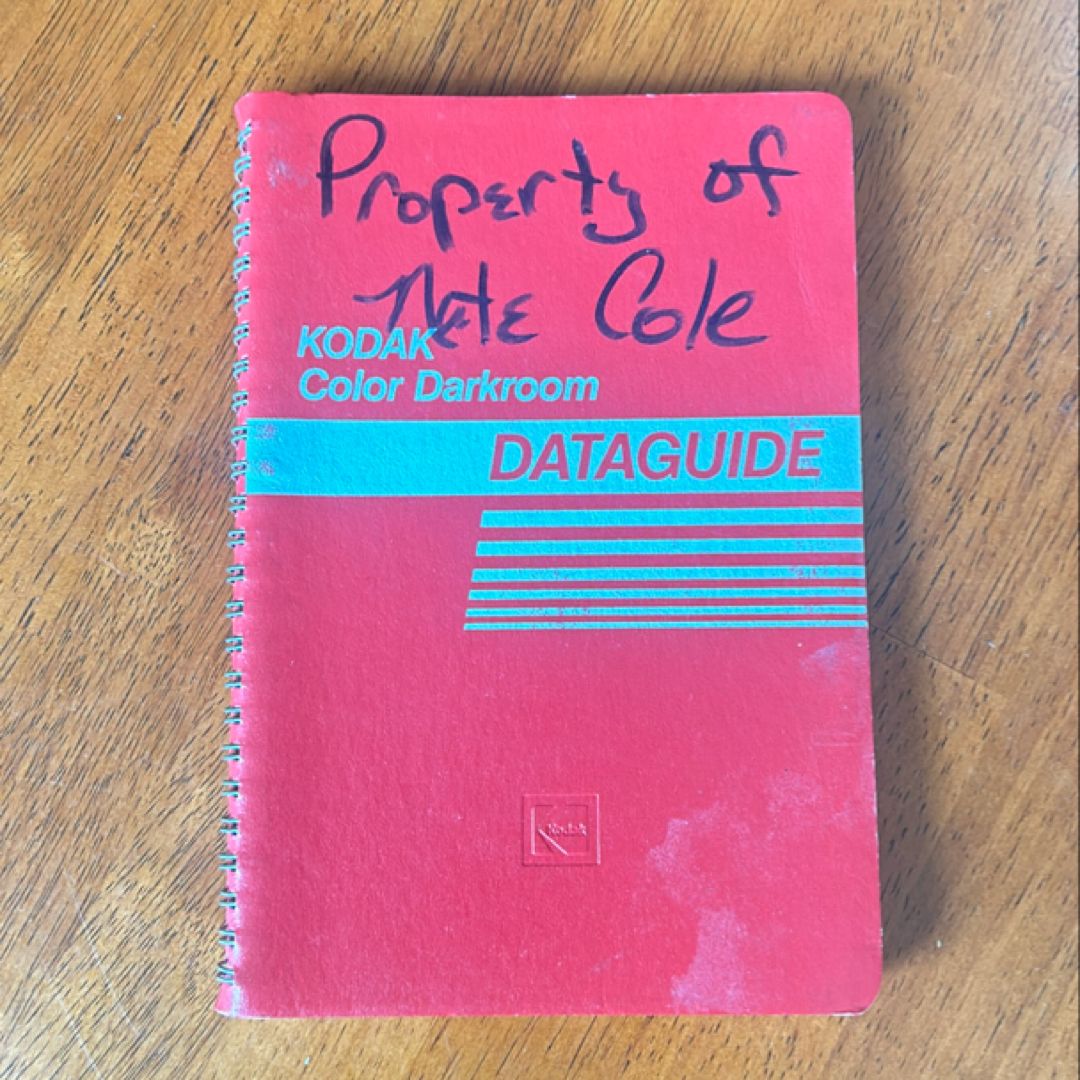 Property of
Nate Cole
KODAK
Color Darkroom
DATAGUIDE
Kodak